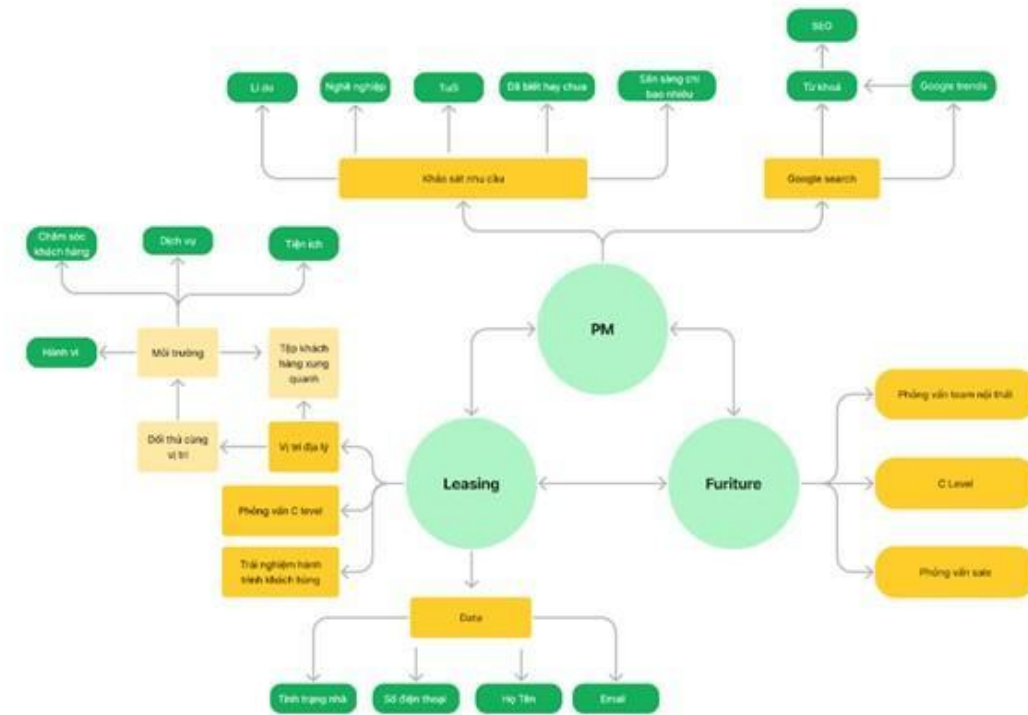 SEO
Lí do
Nghề nghiệp
Tuổi
Đã biết hay chưa
Sẵn sàng chi
bao nhiêu
Từ khoá
Google trends
Khảo sát nhu cầu
Google search
Chăm sóc
khách hàng
Dịch vụ
Tiện ích
PM
Hành vi
Môi trường
Tệp khách
hàng xung
quanh
Đối thủ cùng
vị trí
Vị trí địa lý
Leasing
Furiture
Phỏng vấn team nội thất
C Level
Phỏng vấn sale
Phỏng vấn C level
Trải nghiệm hành
trình khách hàng
Data
Tình trạng nhà
Số điện thoại
Họ Tên
Email